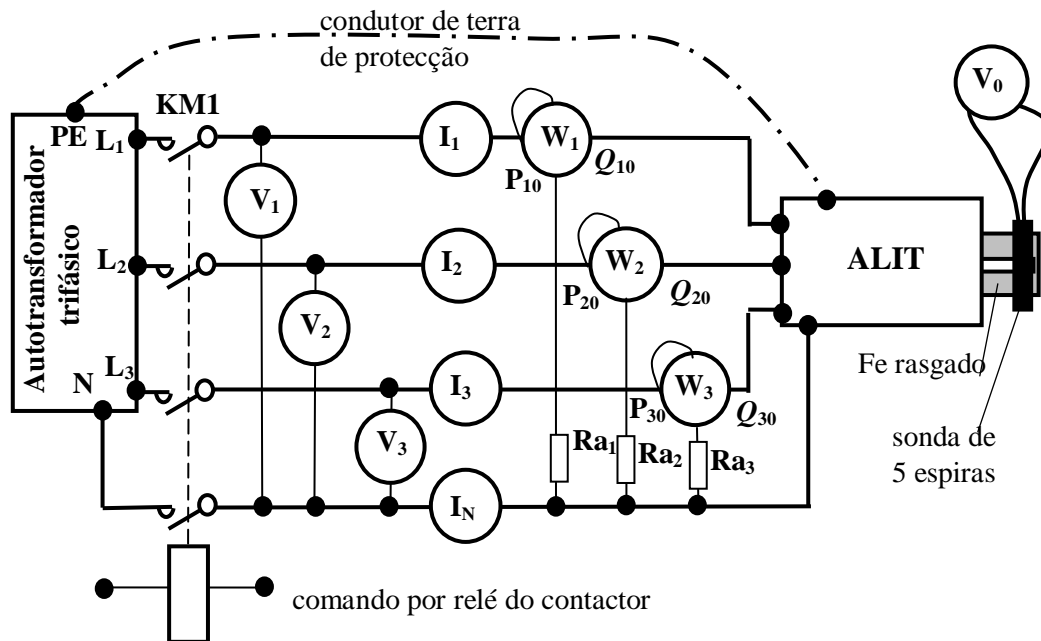 condutor de terra
de protecção
V₀
KM1
PE
L₁
I₁
W₁
P₁₀
Q₁₀
V₁
Autotransformador
trifásico
L₂
I₂
W₂
P₂₀
Q₂₀
ALIT
V₂
L₃
N
I₃
W₃
P₃₀
Q₃₀
Fe rasgado
V₃
Ra₁
Ra₂
Ra₃
sonda de
5 espiras
I_N
comando por relé do contactor